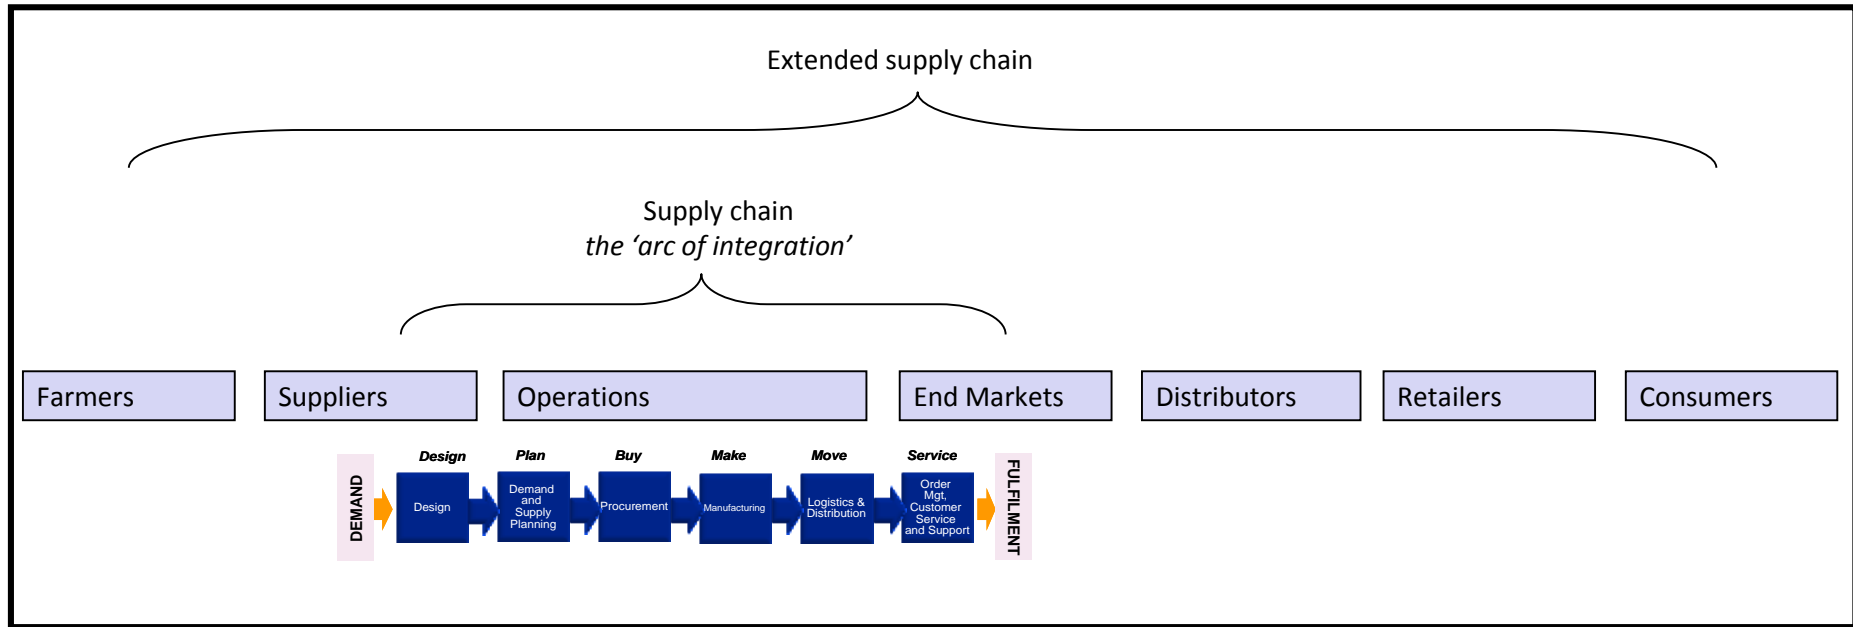 Extended supply chain
Supply chain
the ‘arc of integration’
Farmers
Suppliers
Operations
End Markets
Distributors
Retailers
Consumers
Design
Plan
Buy
Make
Move
Service
DEMAND
Design
Demand
and
Supply
Planning
Procurement
Manufacturing
Logistics &
Distribution
Order
Mgt,
Customer
Service
and Support
FULFILMENT